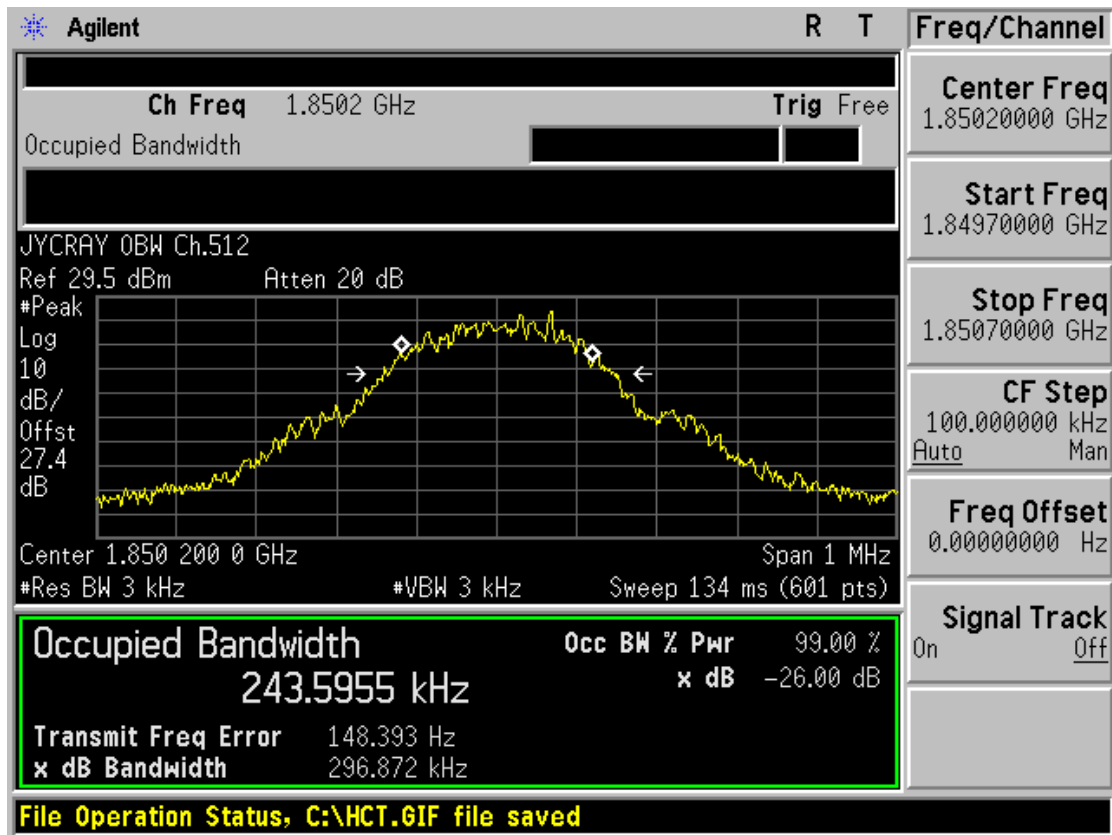 Agilent R T
Ch Freq 1.8502 GHz Trig Free
Occupied Bandwidth
JYCRAY OBW Ch.512
Ref 29.5 dBm Atten 20 dB
#Peak
Log
10
dB/
Offst
27.4
dB
Center 1.850 200 0 GHz Span 1 MHz
#Res BW 3 kHz #VBW 3 kHz Sweep 134 ms (601 pts)
Occupied Bandwidth
243.5955 kHz
Occ BW % Pwr 99.00 %
x dB -26.00 dB
Transmit Freq Error 148.393 Hz
x dB Bandwidth 296.872 kHz
File Operation Status, C:\HCT.GIF file saved
Freq/Channel
Center Freq
1.85020000 GHz
Start Freq
1.84970000 GHz
Stop Freq
1.85070000 GHz
CF Step
100.000000 kHz
Auto Man
Freq Offset
0.00000000 Hz
Signal Track
On Off